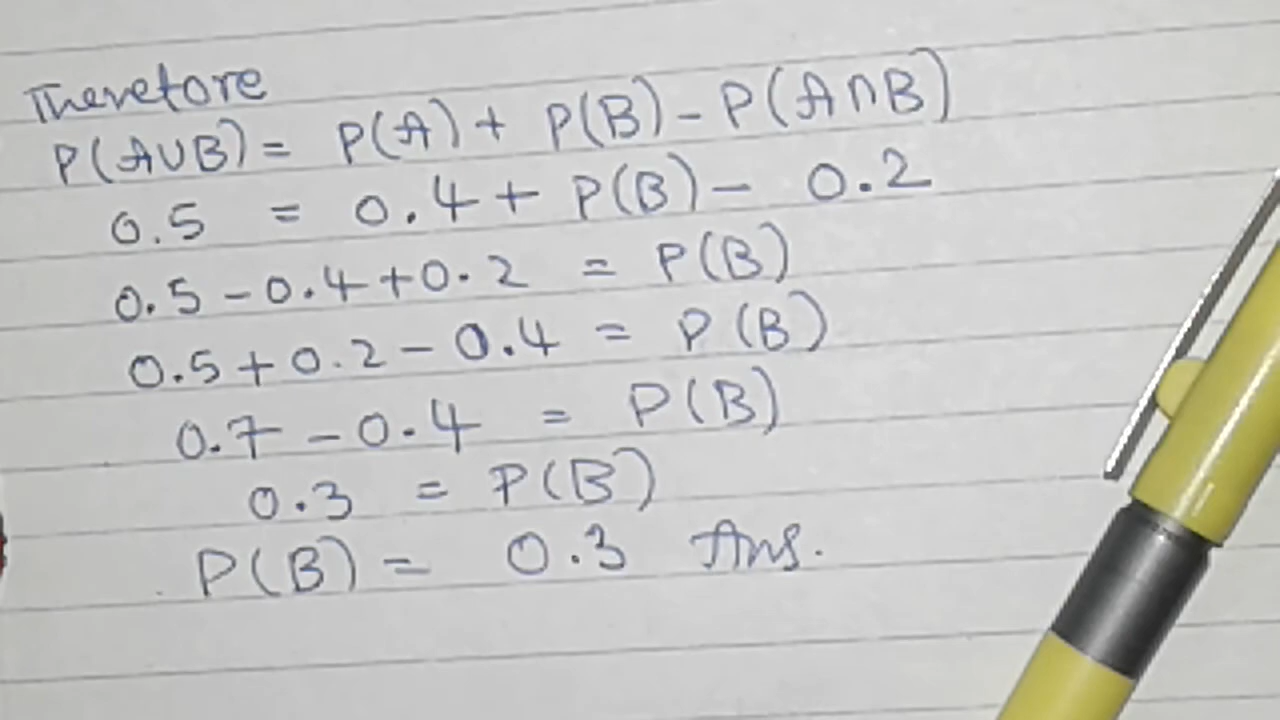 Therefore
P(A∪B) = P(A) + P(B) - P(A∩B)
0.5 = 0.4 + P(B) - 0.2
0.5 - 0.4 + 0.2 = P(B)
0.5 + 0.2 - 0.4 = P(B)
0.7 - 0.4 = P(B)
0.3 = P(B)
P(B) = 0.3 Ans.